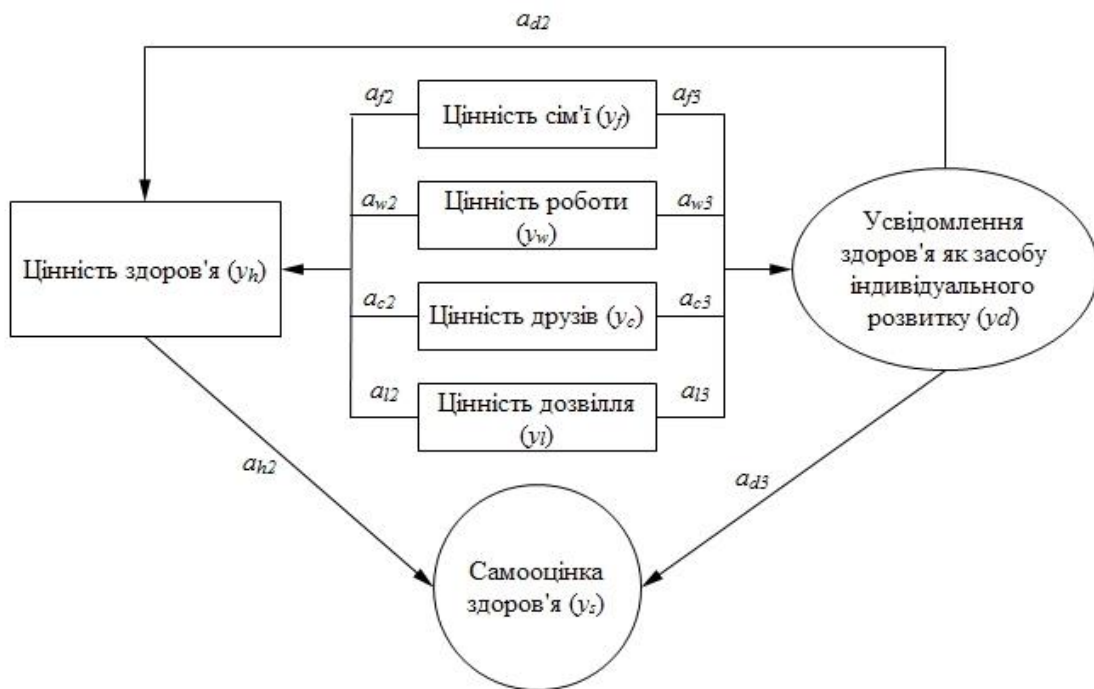 a_d2
a_f2
Цінність сім'ї (y_f)
a_f3
a_w2
Цінність роботи
(y_w)
a_w3
Цінність здоров'я (y_h)
Усвідомлення
здоров'я як засобу
індивідуального
розвитку (yd)
a_c2
Цінність друзів (y_c)
a_c3
a_l2
Цінність дозвілля
(y_l)
a_l3
a_h2
a_d3
Самооцінка
здоров'я (y_s)